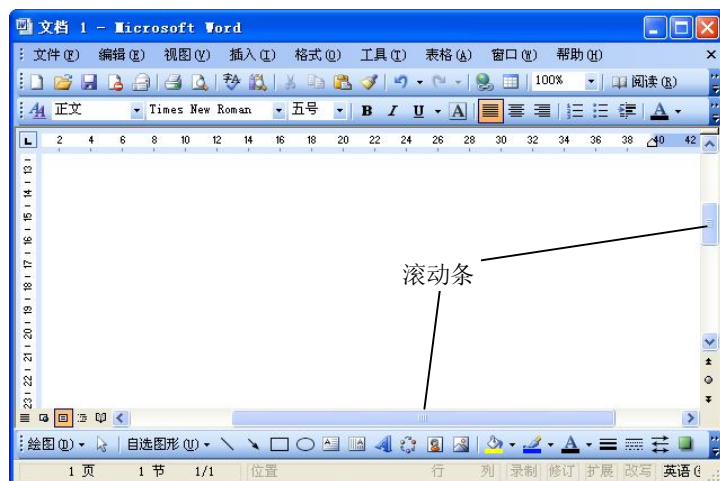 文档 1 - Microsoft Word
文件(F) 编辑(E) 视图(V) 插入(I) 格式(O) 工具(T) 表格(A) 窗口(W) 帮助(H) ×
100% 阅读(R)
正文 Times New Roman 五号 B I U A A
L 2 4 6 8 10 12 14 16 18 20 22 24 26 28 30 32 34 36 38 40 42
13
14
15
16
17
18
19
20
21
22
23
滚动条
绘图(D) 自选图形(U) A
1 页 1 节 1/1 位置 行 列 录制 修订 扩展 改写 英语(